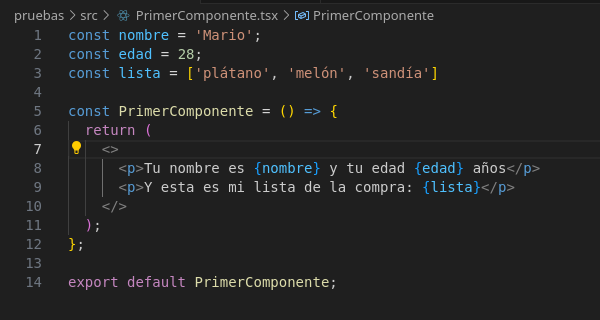 pruebas > src > PrimerComponente.tsx > PrimerComponente
1 const nombre = 'Mario';
2 const edad = 28;
3 const lista = ['plátano', 'melón', 'sandía']
4
5 const PrimerComponente = () => {
6   return (
7     <>
8       <p>Tu nombre es {nombre} y tu edad {edad} años</p>
9       <p>Y esta es mi lista de la compra: {lista}</p>
10     </>
11   );
12 };
13
14 export default PrimerComponente;